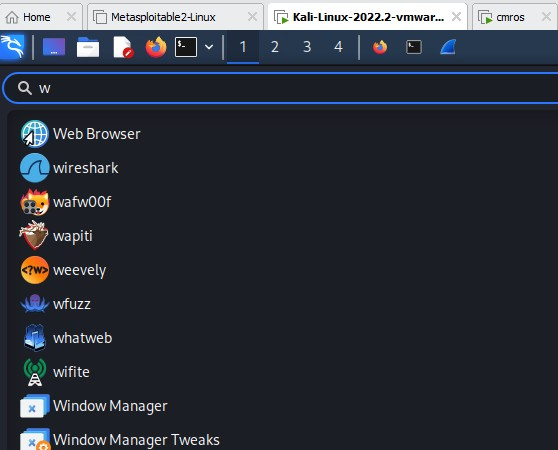 Home Metasploitable2-Linux Kali-Linux-2022.2-vmwar... cmros
$_ 1 2 3 4
w
Web Browser
wireshark
wafw00f
wapiti
<?w> weevely
wfuzz
whatweb
wifite
Window Manager
Window Manager Tweaks